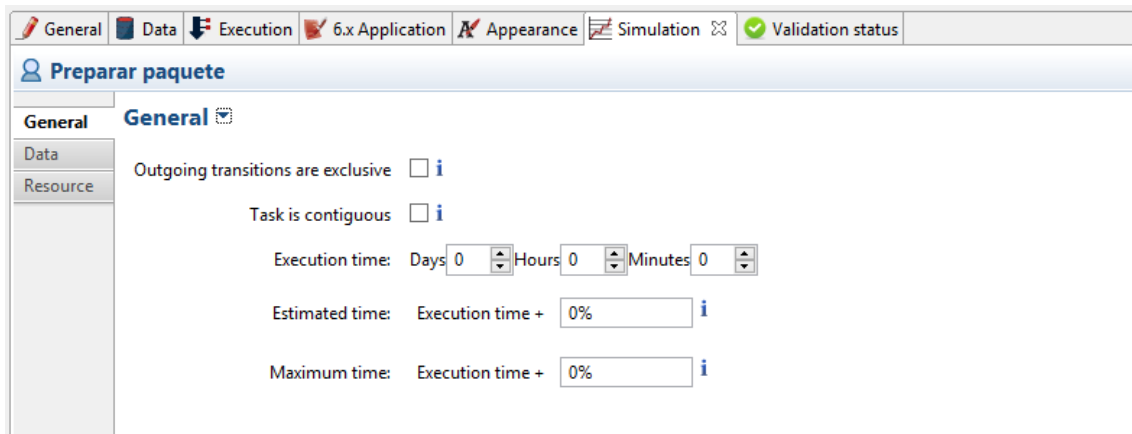 General Data Execution 6.x Application Appearance Simulation Validation status
Preparar paquete
General
Data
Resource
General
Outgoing transitions are exclusive i
Task is contiguous i
Execution time: Days 0 Hours 0 Minutes 0
Estimated time: Execution time + 0% i
Maximum time: Execution time + 0% i